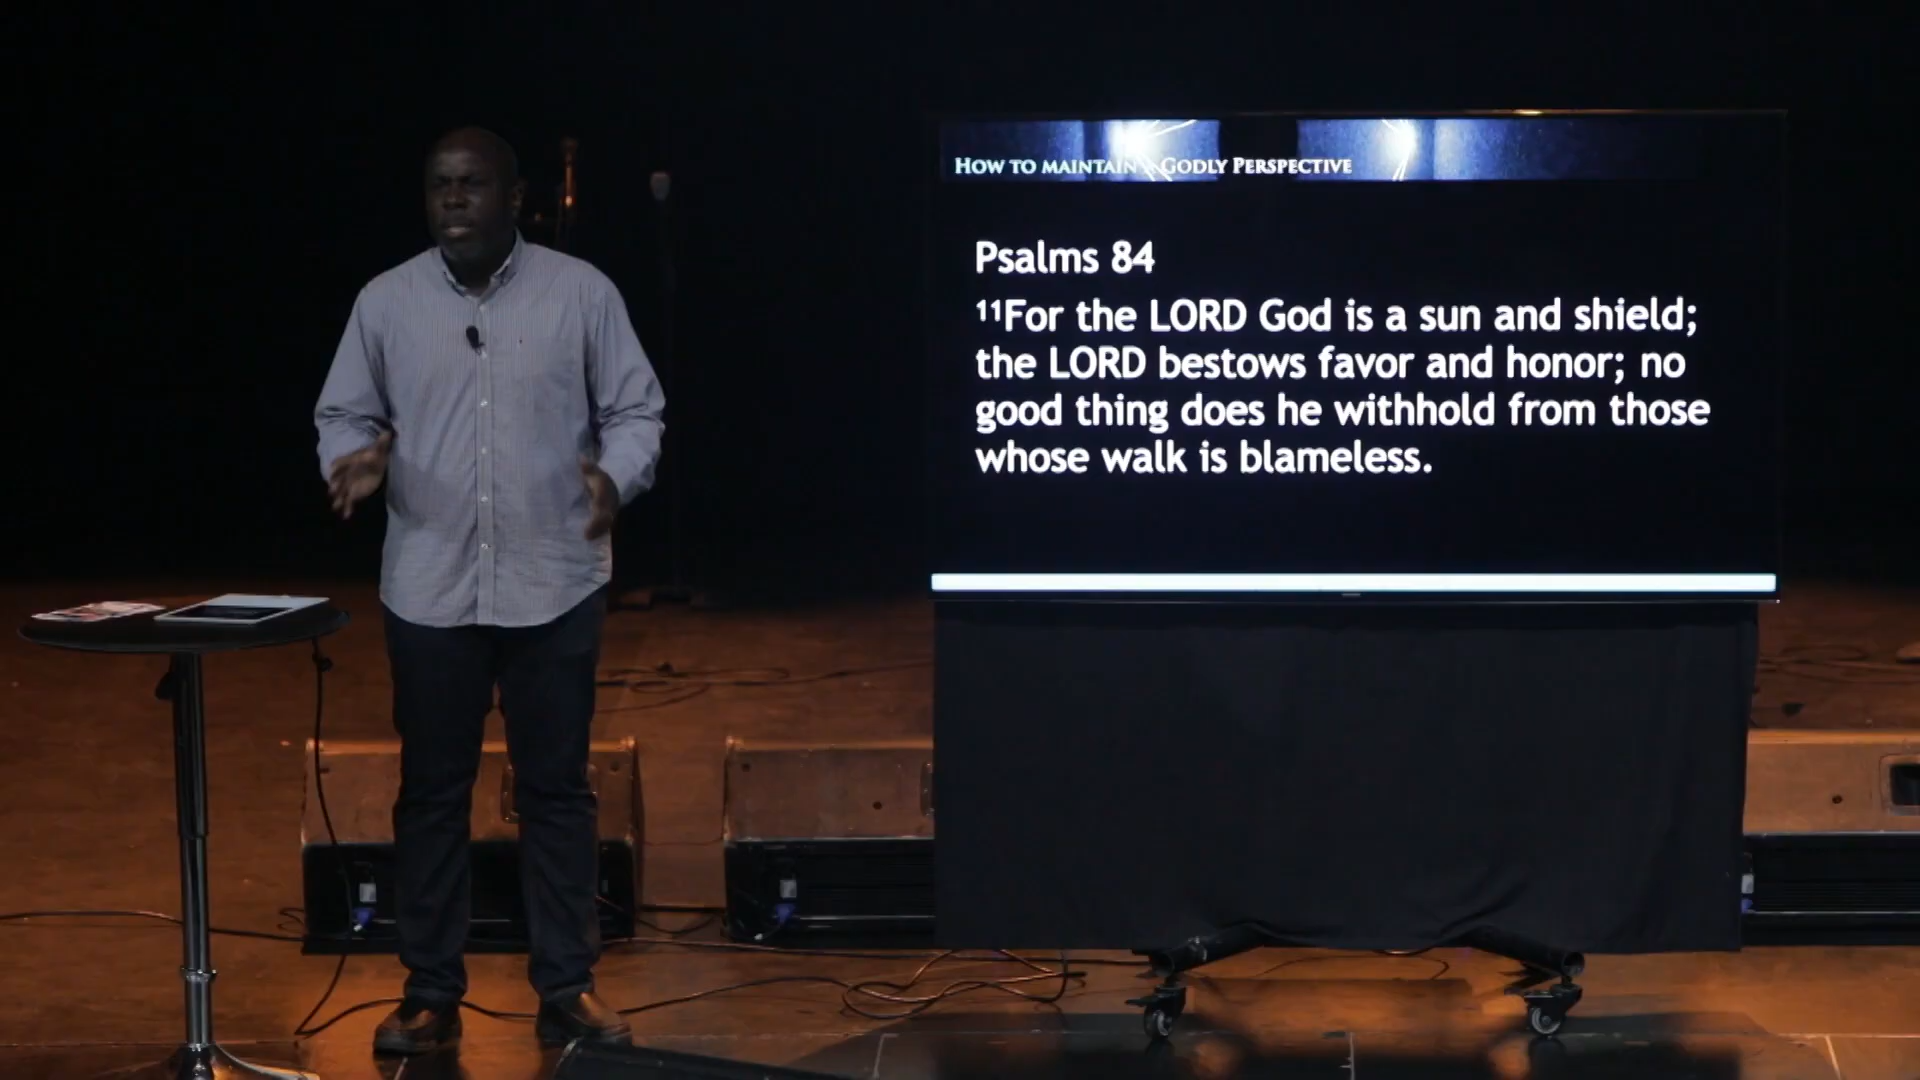 How to maintain a Godly Perspective
Psalms 84
¹¹For the LORD God is a sun and shield;
the LORD bestows favor and honor; no
good thing does he withhold from those
whose walk is blameless.